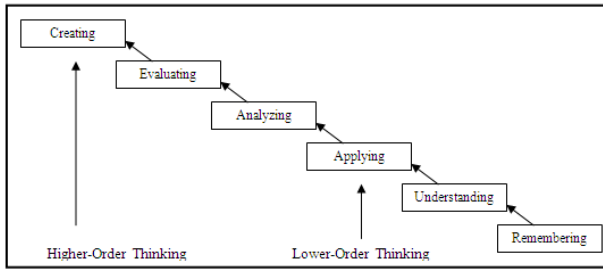 Creating
Evaluating
Analyzing
Applying
Understanding
Remembering
Higher-Order Thinking
Lower-Order Thinking